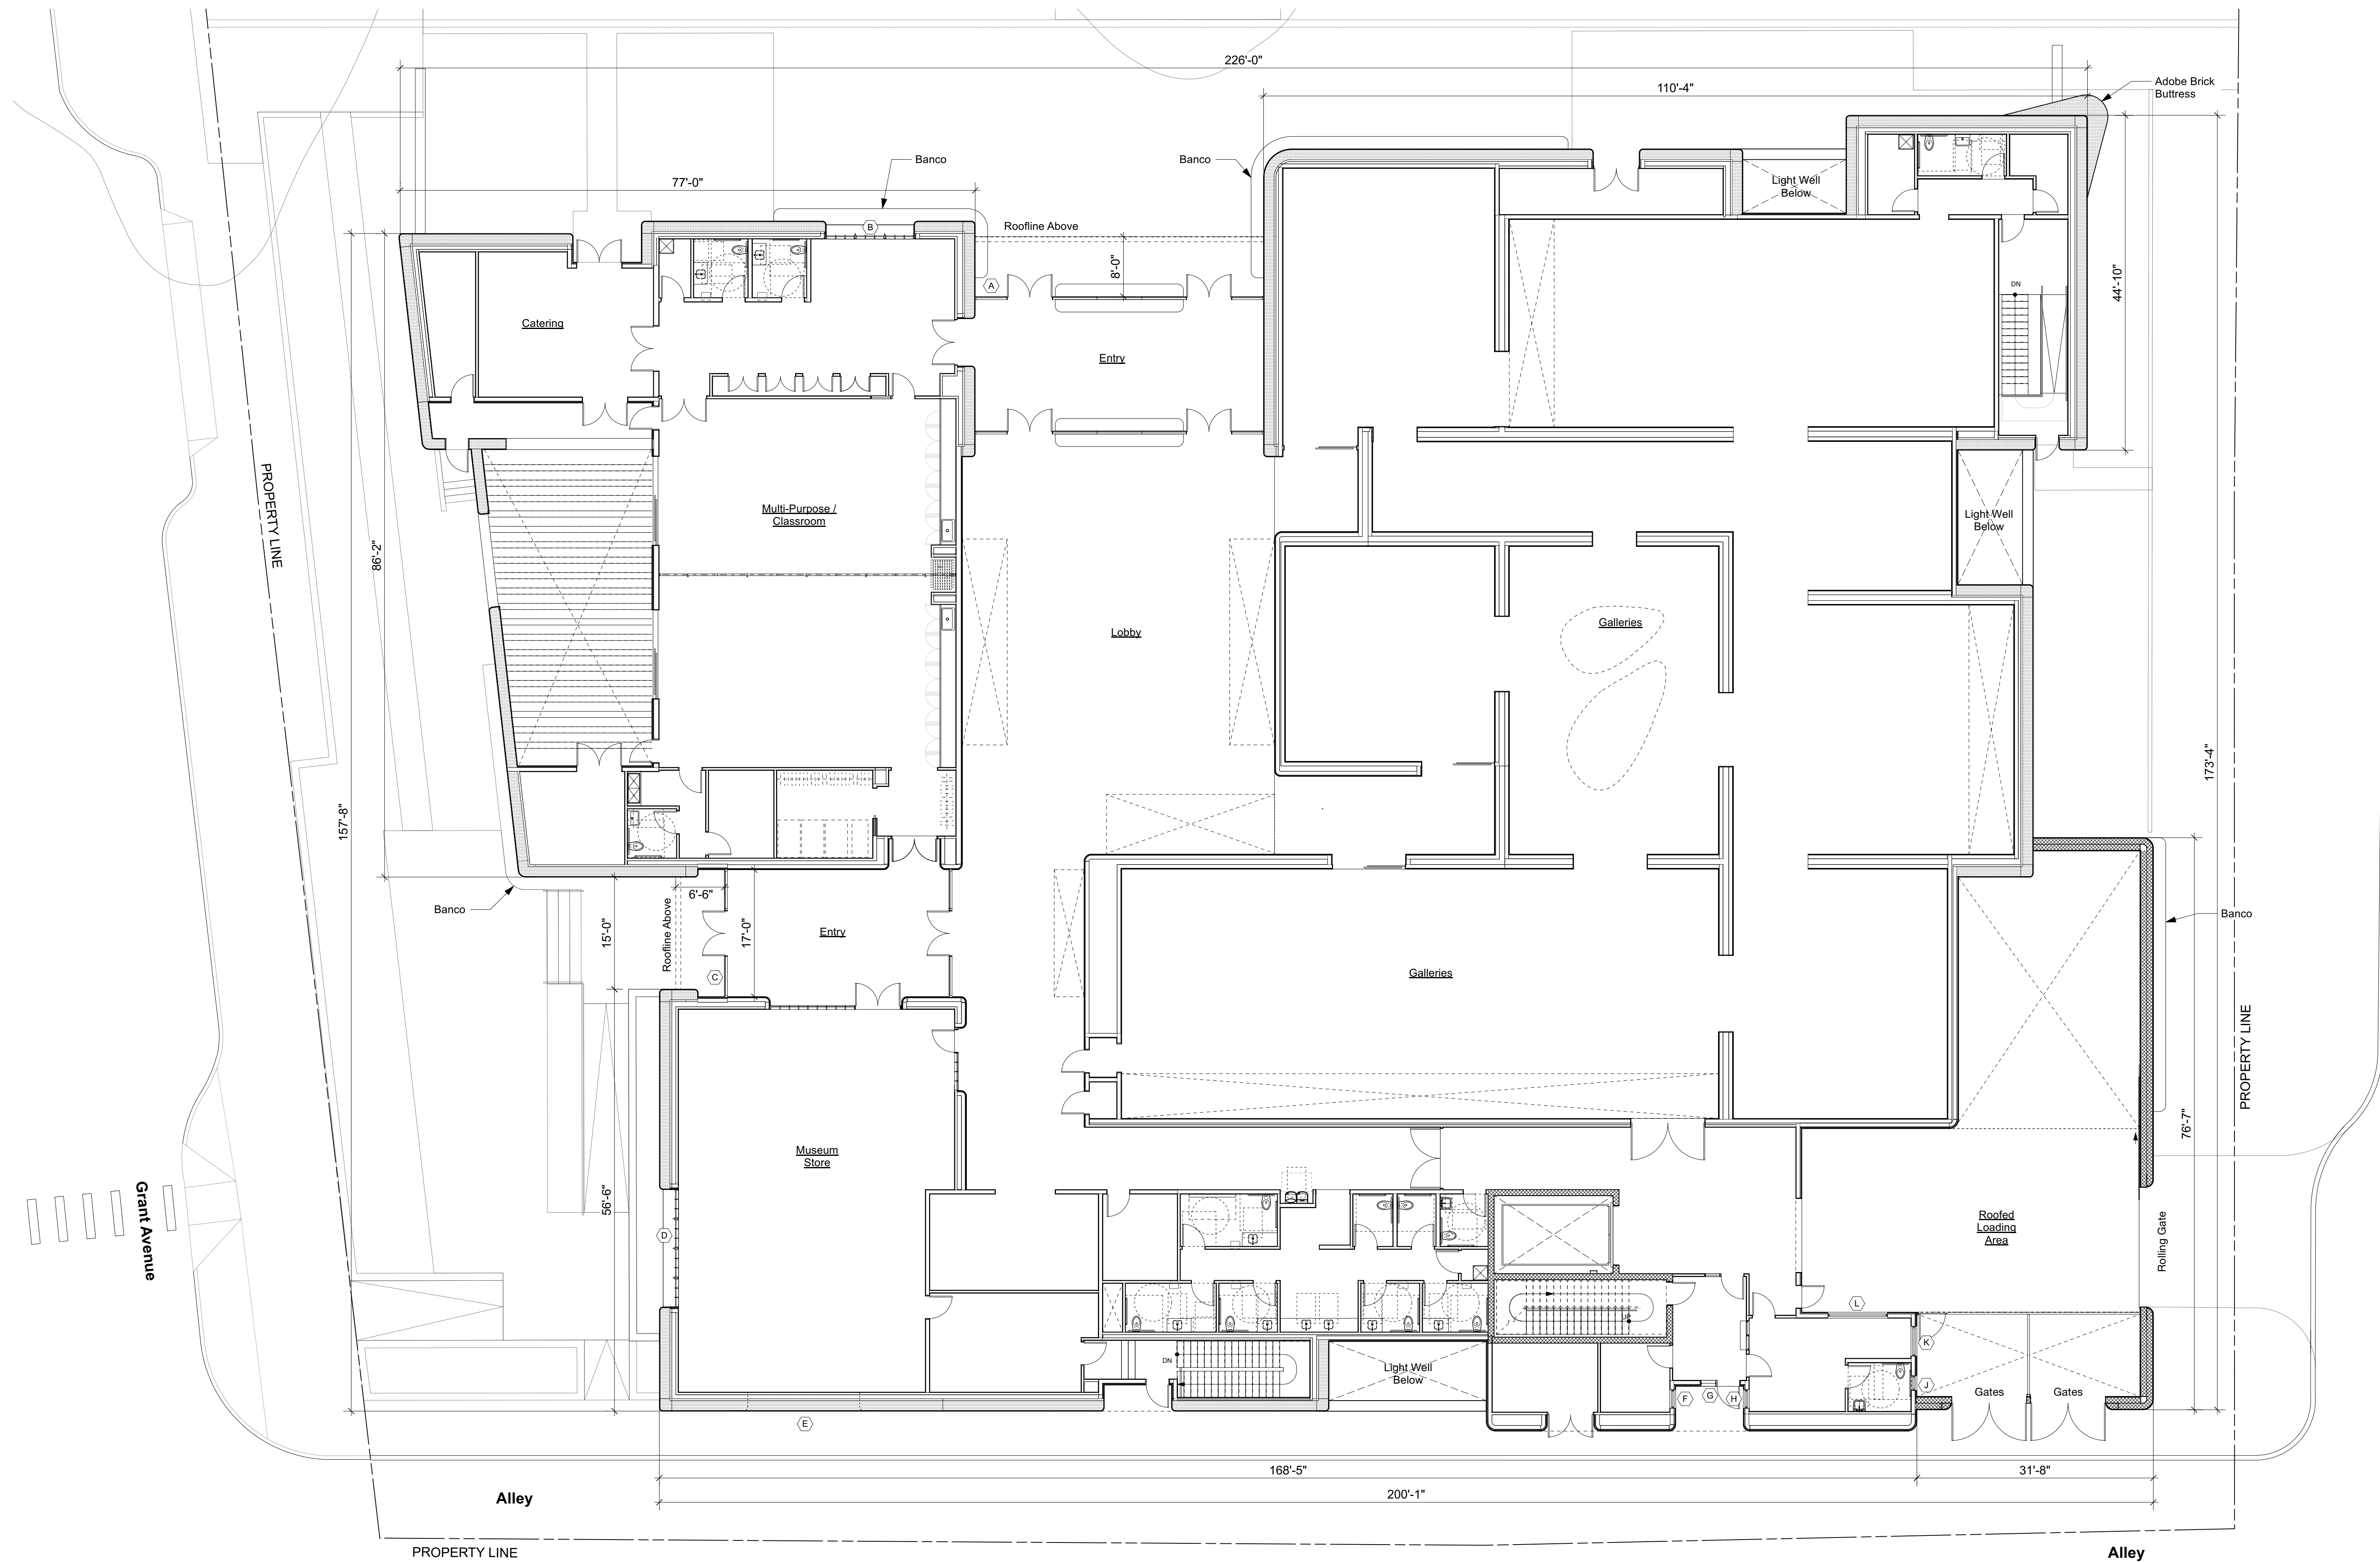 226'-0"
110'-4"
Adobe Brick
Buttress
Banco
Banco
77'-0"
Light Well
Below
B
Roofline Above
8'-0"
A
44'-10"
DN
Catering
Entry
PROPERTY LINE
86'-2"
Multi-Purpose /
Classroom
Light Well
Below
Lobby
Galleries
173'-4"
157'-8"
6'-6"
Banco
15'-0"
Roofline Above
17'-0"
Entry
C
Banco
Galleries
PROPERTY LINE
76'-7"
Museum
Store
Grant Avenue
56'-6"
D
Roofed
Loading
Area
Rolling Gate
L
K
UP
DN
Light Well
Below
J
F
G
H
Gates
Gates
E
168'-5"
31'-8"
Alley
200'-1"
PROPERTY LINE
Alley